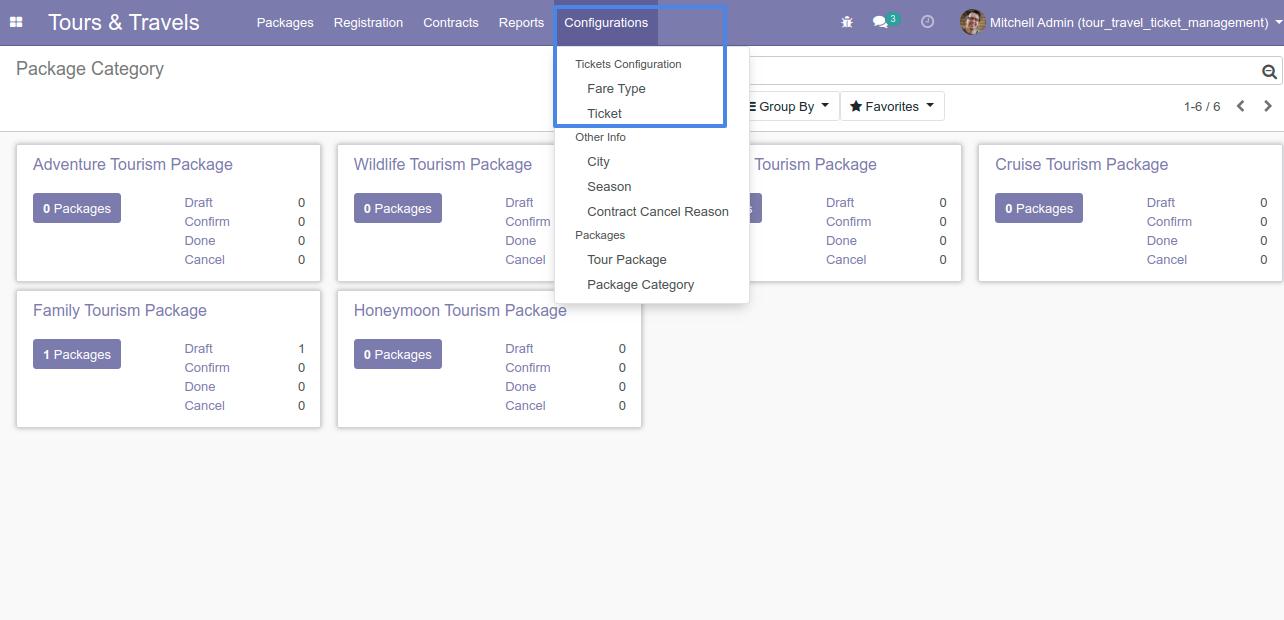 Tours & Travels Packages Registration Contracts Reports Configurations 3 Mitchell Admin (tour_travel_ticket_management)
Package Category
Tickets Configuration
Fare Type
Ticket
Other Info
City
Season
Contract Cancel Reason
Packages
Tour Package
Package Category
Group By Favorites 1-6 / 6
Adventure Tourism Package
0 Packages
Draft 0
Confirm 0
Done 0
Cancel 0
Wildlife Tourism Package
0 Packages
Draft
Confirm
Done
Cancel
Tourism Package
Draft 0
Confirm 0
Done 0
Cancel 0
Cruise Tourism Package
0 Packages
Draft 0
Confirm 0
Done 0
Cancel 0
Family Tourism Package
1 Packages
Draft 1
Confirm 0
Done 0
Cancel 0
Honeymoon Tourism Package
0 Packages
Draft 0
Confirm 0
Done 0
Cancel 0